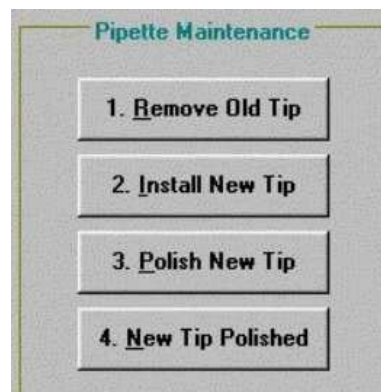 Pipette Maintenance
1. Remove Old Tip
2. Install New Tip
3. Polish New Tip
4. New Tip Polished